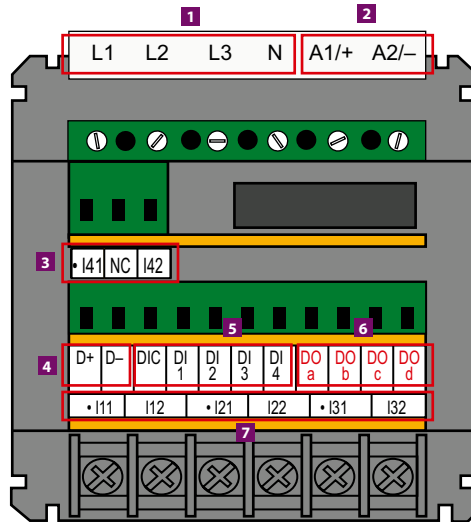 1 2
L1 L2 L3 N A1/+ A2/–
3 • I41 NC I42
5 6
4 D+ D– DIC DI 1 DI 2 DI 3 DI 4 DO a DO b DO c DO d
• I11 I12 • I21 I22 • I31 I32
7